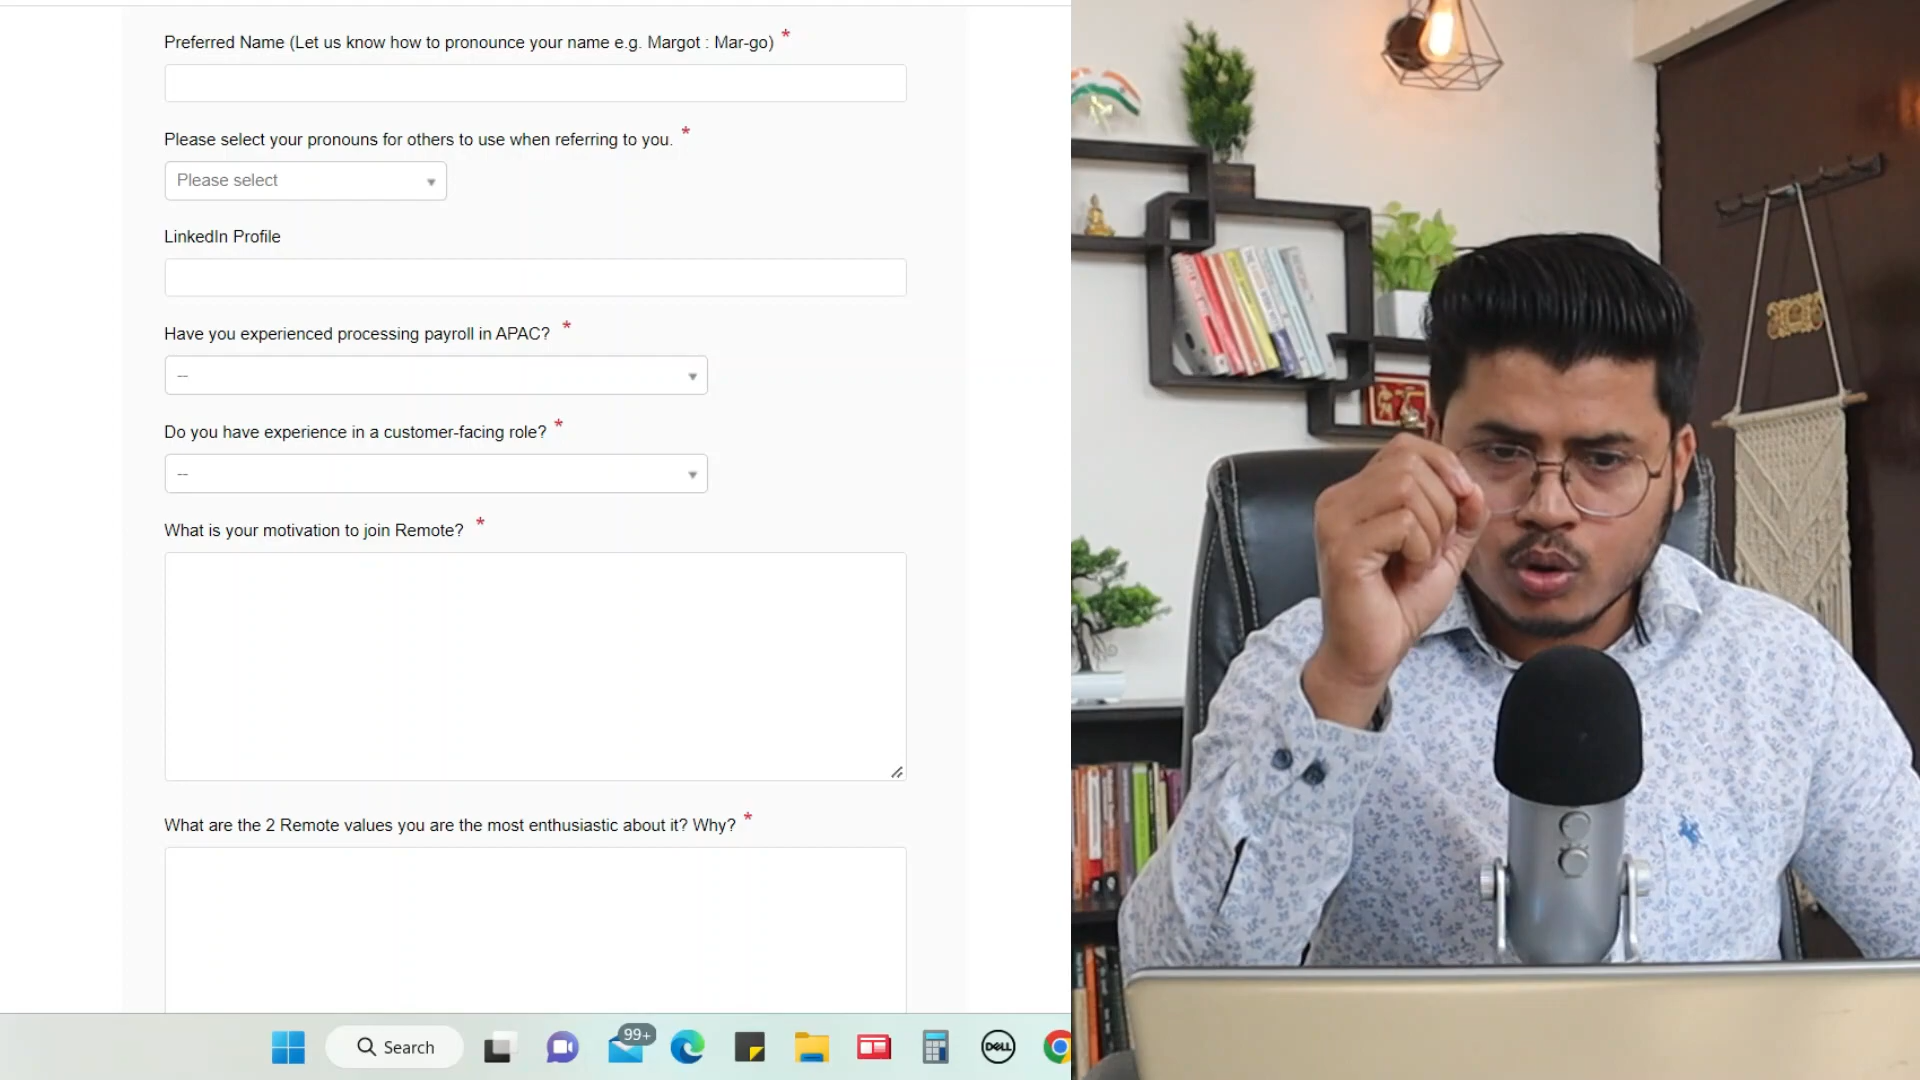 Preferred Name (Let us know how to pronounce your name e.g. Margot : Mar-go) *
Please select your pronouns for others to use when referring to you. *
Please select
LinkedIn Profile
Have you experienced processing payroll in APAC? *
--
Do you have experience in a customer-facing role? *
--
What is your motivation to join Remote? *
What are the 2 Remote values you are the most enthusiastic about it? Why? *
Search
99+
DELL